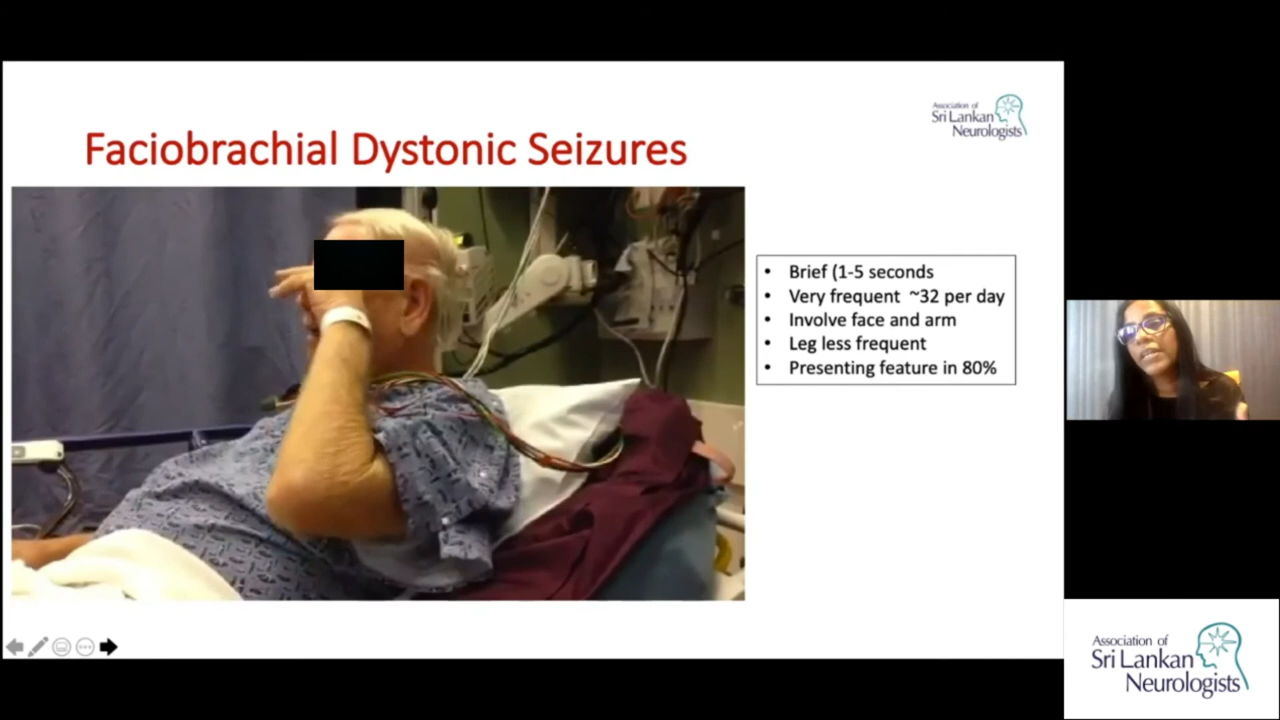 Association of
Sri Lankan
Neurologists
Faciobrachial Dystonic Seizures
• Brief (1-5 seconds
• Very frequent ~32 per day
• Involve face and arm
• Leg less frequent
• Presenting feature in 80%
Association of
Sri Lankan
Neurologists